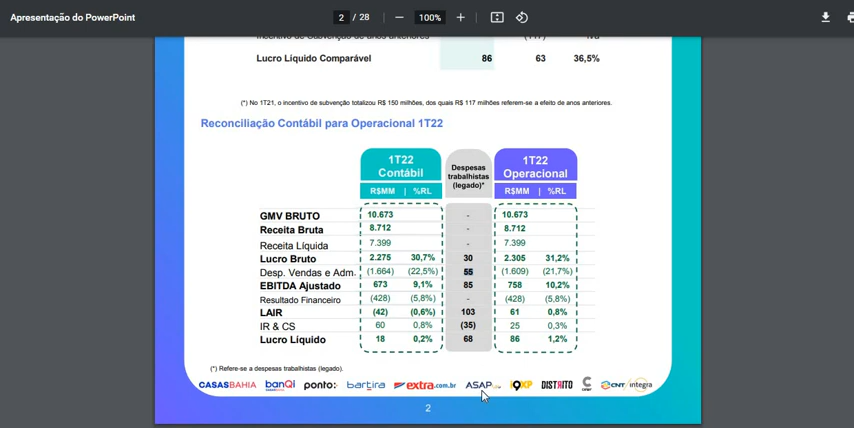 Apresentação do PowerPoint
2 / 28
100%
Lucro Líquido Comparável 86 63 36,5%
(*) No 1T21, o incentivo de subvenção totalizou R$ 150 milhões, dos quais R$ 117 milhões referem-se a efeito de anos anteriores.
Reconciliação Contábil para Operacional 1T22
1T22 Contábil
Despesas trabalhistas (legado)*
1T22 Operacional
R$MM | %RL
R$MM | %RL
GMV BRUTO 10.673 - 10.673
Receita Bruta 8.712 - 8.712
Receita Líquida 7.399 - 7.399
Lucro Bruto 2.275 30,7% 30 2.305 31,2%
Desp. Vendas e Adm. (1.664) (22,5%) 55 (1.609) (21,7%)
EBITDA Ajustado 673 9,1% 85 758 10,2%
Resultado Financeiro (428) (5,8%) - (428) (5,8%)
LAIR (42) (0,6%) 103 61 0,8%
IR & CS 60 0,8% (35) 25 0,3%
Lucro Líquido 18 0,2% 68 86 1,2%
(*) Refere-se a despesas trabalhistas (legado).
CASASBAHIA banQi ponto: bartira extra.com.br ASAP IQXP DISTRITO CNT integra
2